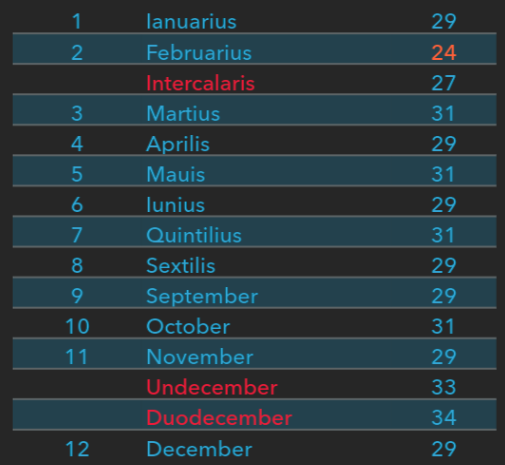 1 Ianuarius 29
2 Februarius 24
Intercalaris 27
3 Martius 31
4 Aprilis 29
5 Mauis 31
6 Iunius 29
7 Quintilius 31
8 Sextilis 29
9 September 29
10 October 31
11 November 29
Undecember 33
Duodecember 34
12 December 29